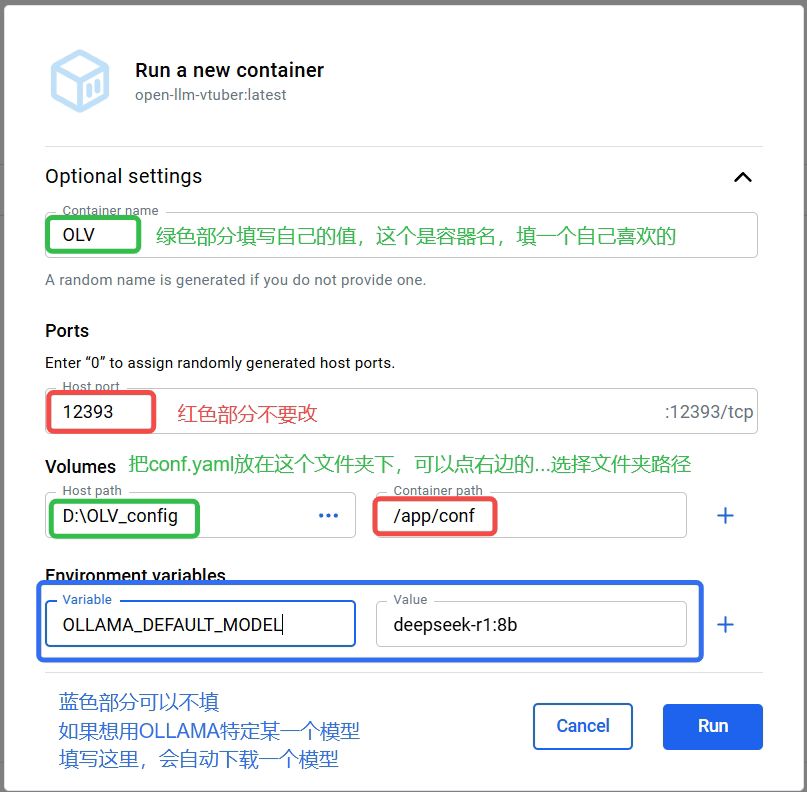 Run a new container
open-llm-vtuber:latest
Optional settings
Container name
OLV
绿色部分填写自己的值，这个是容器名，填一个自己喜欢的
A random name is generated if you do not provide one.
Ports
Enter “0” to assign randomly generated host ports.
Host port
12393
红色部分不要改
:12393/tcp
Volumes
把conf.yaml放在这个文件夹下，可以点右边的...选择文件夹路径
Host path
Container path
D:\OLV_config
...
/app/conf
+
Environment variables
Variable
Value
OLLAMA_DEFAULT_MODEL
deepseek-r1:8b
+
蓝色部分可以不填
如果想用OLLAMA特定某一个模型
填写这里，会自动下载一个模型
Cancel
Run